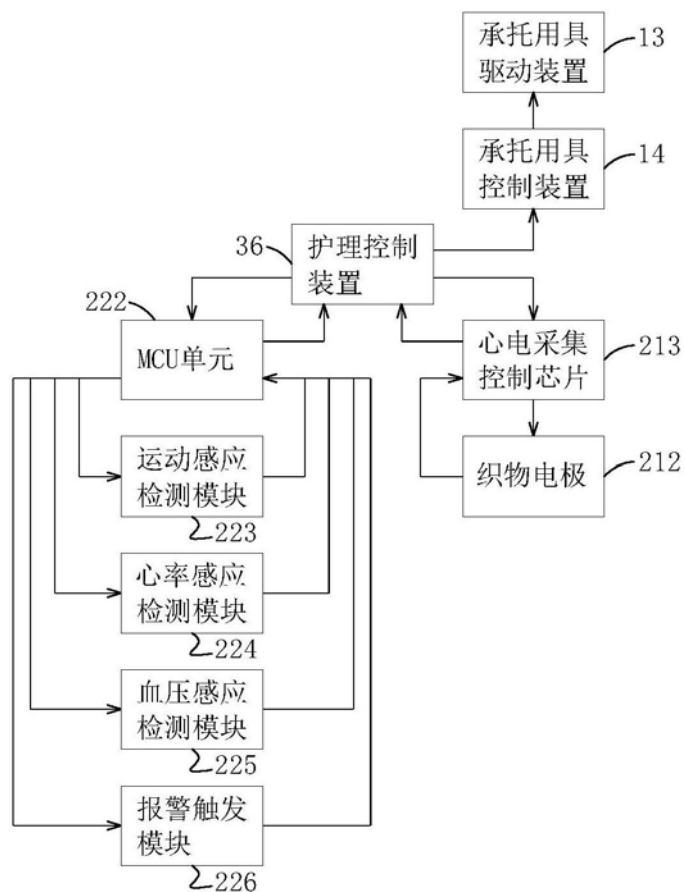 承托用具
驱动装置
13
承托用具
控制装置
14
36
护理控制
装置
222
MCU单元
心电采集
控制芯片
213
运动感应
检测模块
223
织物电极
212
心率感应
检测模块
224
血压感应
检测模块
225
报警触发
模块
226